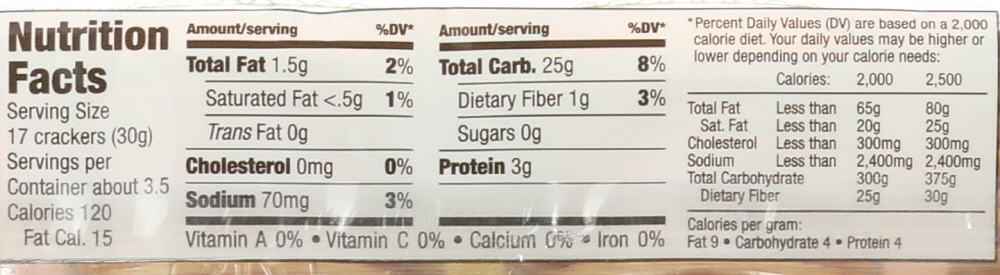 Nutrition
Facts
Serving Size
17 crackers (30g)
Servings per
Container about 3.5
Calories 120
Fat Cal. 15
Amount/serving %DV*
Total Fat 1.5g 2%
Saturated Fat <.5g 1%
Trans Fat 0g
Cholesterol 0mg 0%
Sodium 70mg 3%
Amount/serving %DV*
Total Carb. 25g 8%
Dietary Fiber 1g 3%
Sugars 0g
Protein 3g
Vitamin A 0% • Vitamin C 0% • Calcium 0% • Iron 0%
*Percent Daily Values (DV) are based on a 2,000
calorie diet. Your daily values may be higher or
lower depending on your calorie needs:
Calories: 2,000 2,500
Total Fat Less than 65g 80g
Sat. Fat Less than 20g 25g
Cholesterol Less than 300mg 300mg
Sodium Less than 2,400mg 2,400mg
Total Carbohydrate 300g 375g
Dietary Fiber 25g 30g
Calories per gram:
Fat 9 • Carbohydrate 4 • Protein 4